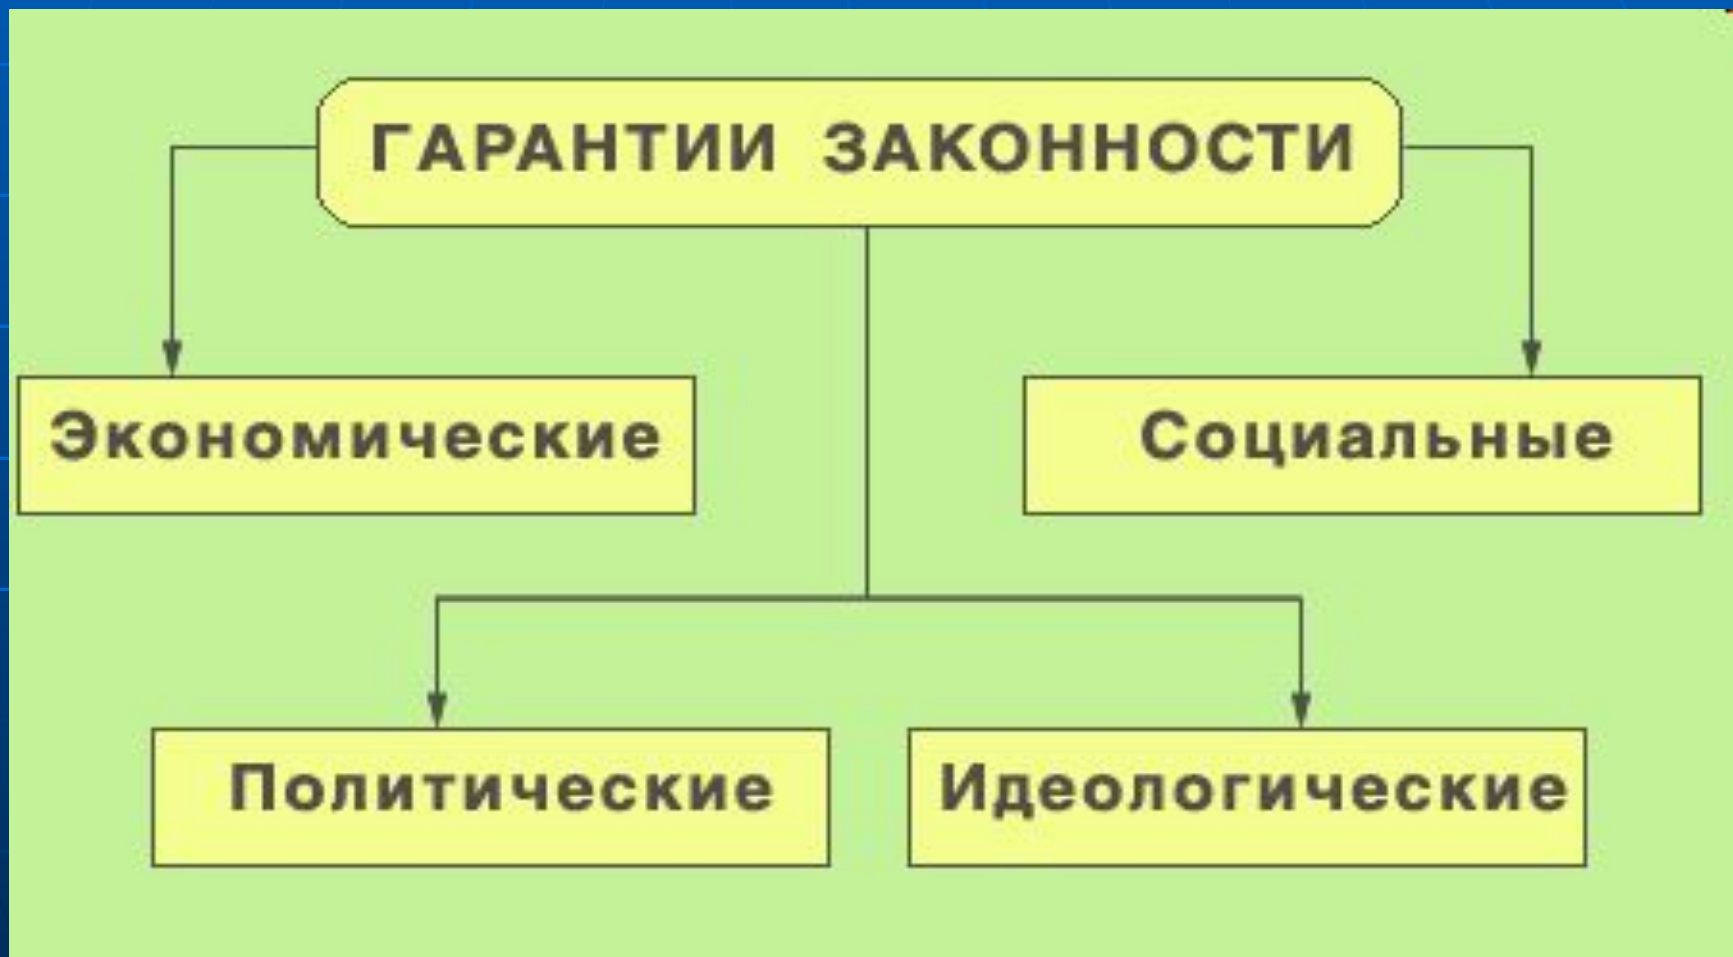 ГАРАНТИИ ЗАКОННОСТИ
Экономические
Социальные
Политические
Идеологические